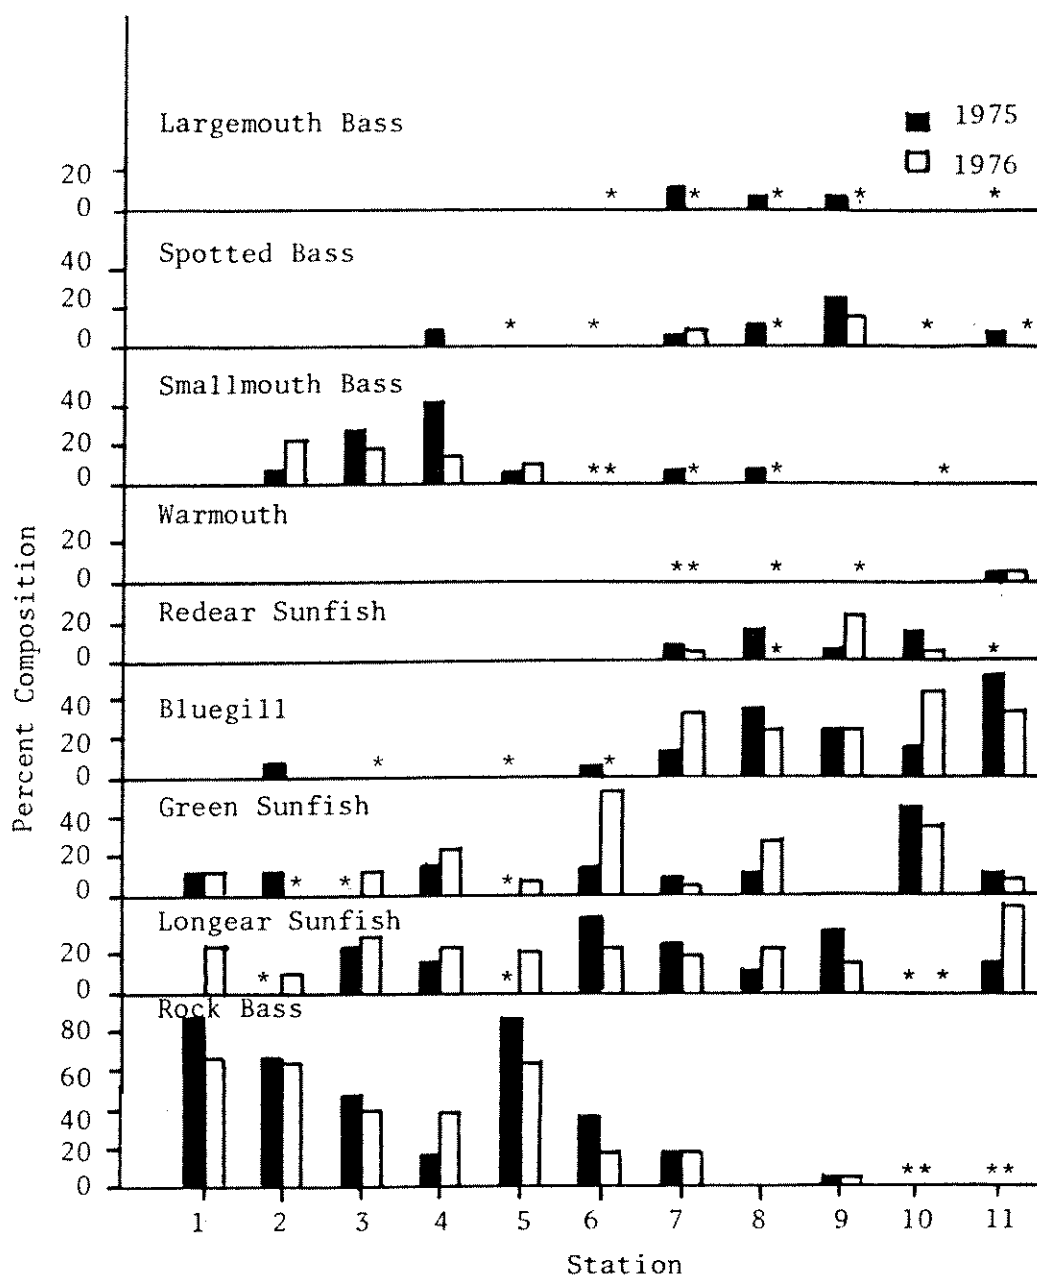 Largemouth Bass
1975
1976
20
0
* * * * *
Spotted Bass
40
20
0
* * * * *
Smallmouth Bass
40
20
0
** * * *
Warmouth
20
0
** * *
Redear Sunfish
20
0
* *
Bluegill
40
20
0
* * *
Green Sunfish
40
20
0
* * *
Longear Sunfish
20
0
* * * *
Rock Bass
80
60
40
20
0
** **
Percent Composition
1 2 3 4 5 6 7 8 9 10 11
Station